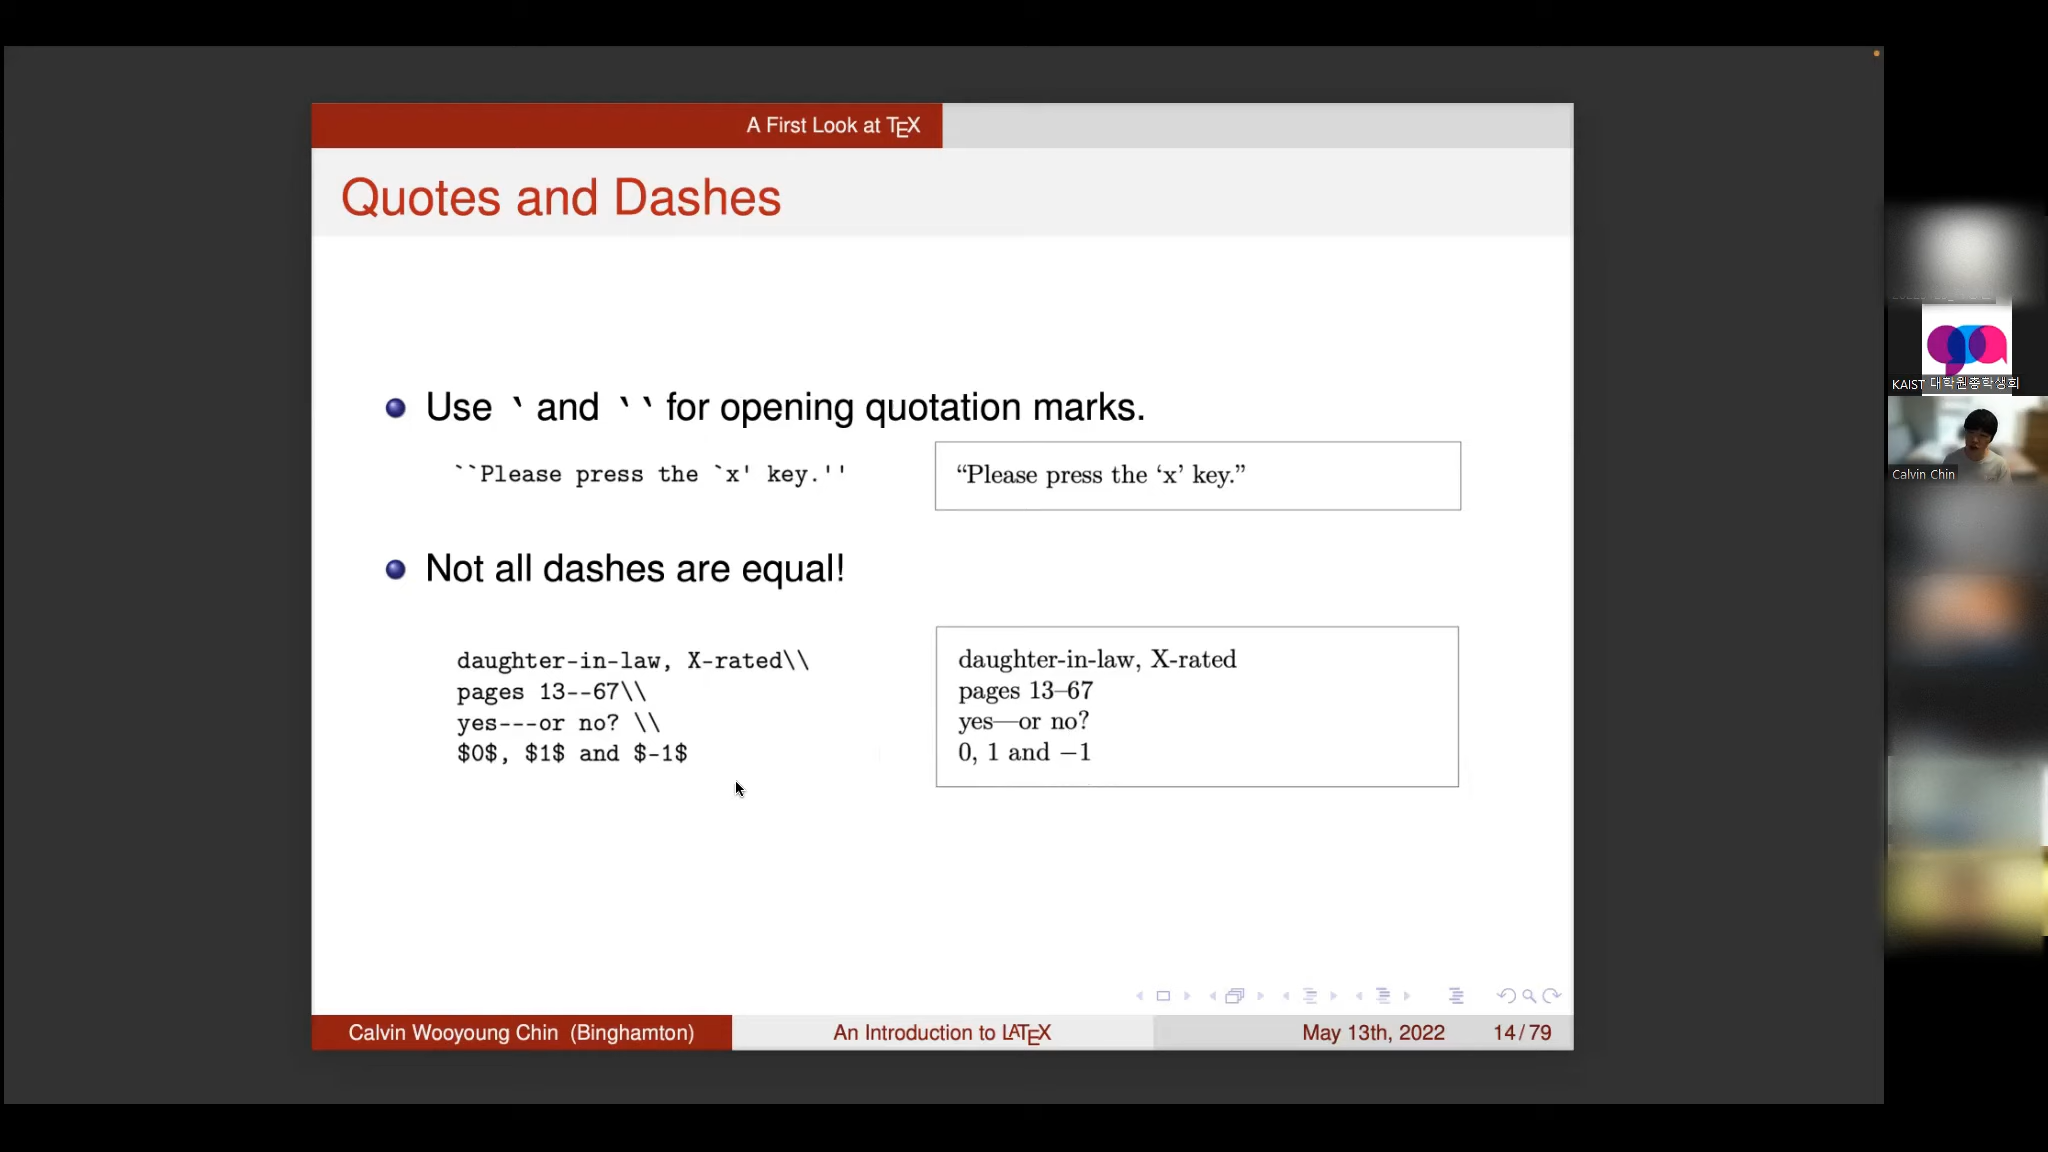 A First Look at TEX
Quotes and Dashes
Use ` and `` for opening quotation marks.
``Please press the `x' key.''
“Please press the ‘x’ key.”
Not all dashes are equal!
daughter-in-law, X-rated\\
pages 13--67\\
yes---or no? \\
$0$, $1$ and $-1$
daughter-in-law, X-rated
pages 13–67
yes—or no?
0, 1 and −1
Calvin Wooyoung Chin (Binghamton)
An Introduction to LATEX
May 13th, 2022
14/79
KAIST 대학원총학생회
Calvin Chin